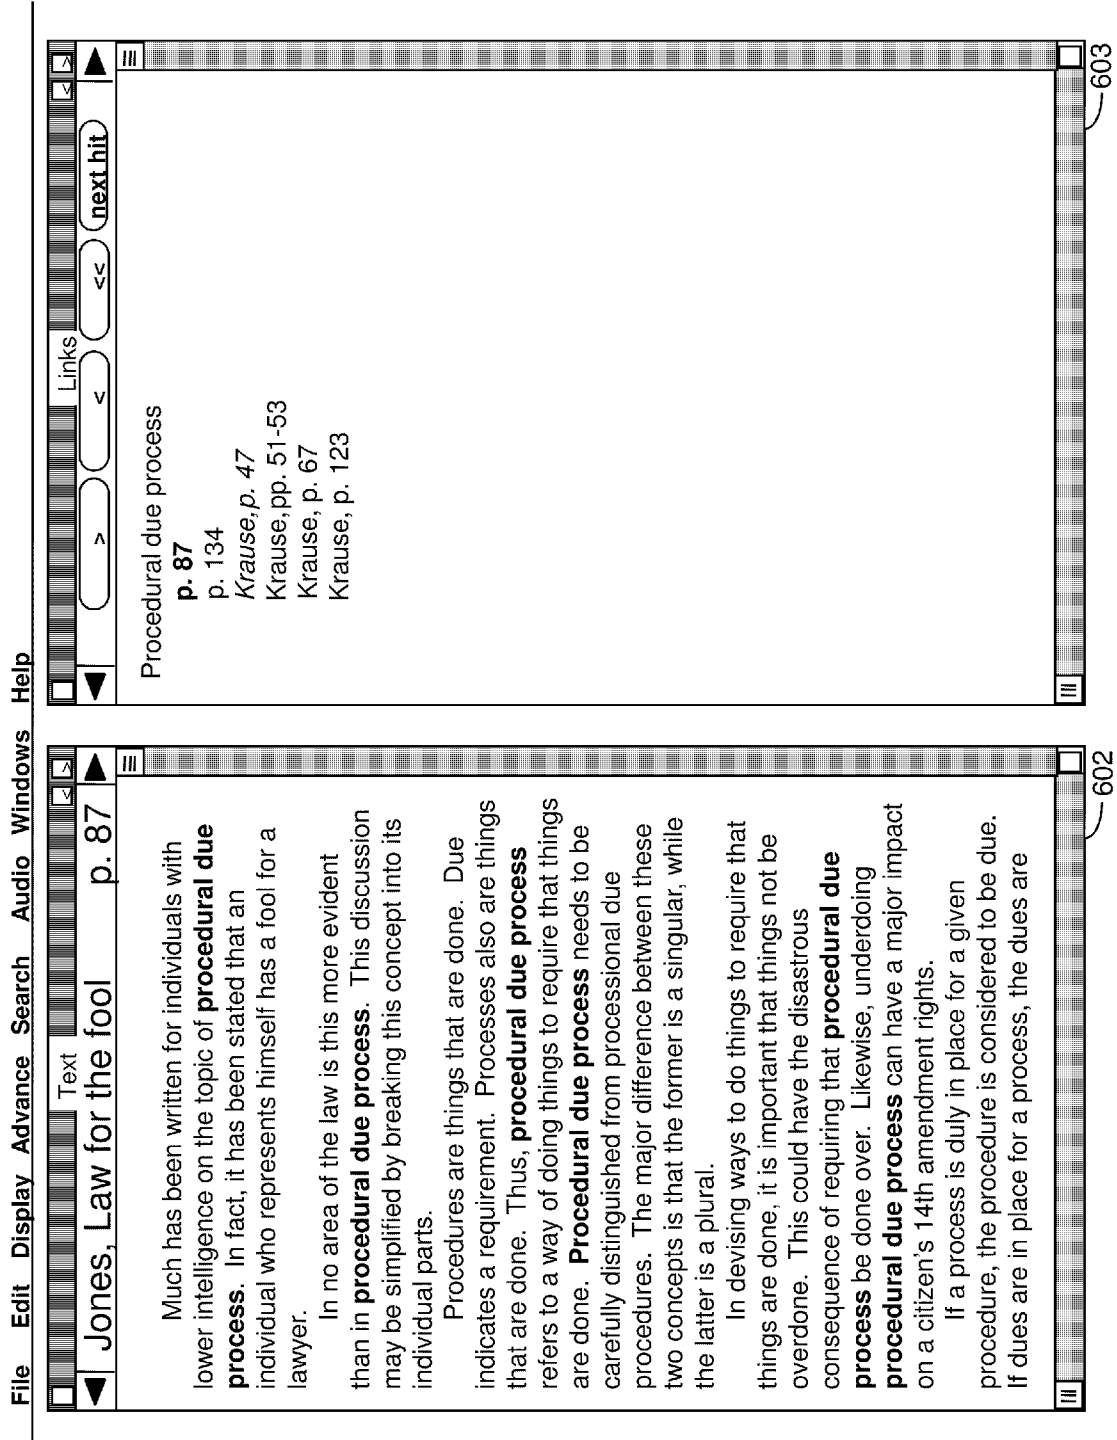 File Edit Display Advance Search Audio Windows Help
Text
Jones, Law for the fool p. 87
Much has been written for individuals with
lower intelligence on the topic of procedural due
process. In fact, it has been stated that an
individual who represents himself has a fool for a
lawyer.
In no area of the law is this more evident
than in procedural due process. This discussion
may be simplified by breaking this concept into its
individual parts.
Procedures are things that are done. Due
indicates a requirement. Processes also are things
that are done. Thus, procedural due process
refers to a way of doing things to require that things
are done. Procedural due process needs to be
carefully distinguished from processional due
procedures. The major difference between these
two concepts is that the former is a singular, while
the latter is a plural.
In devising ways to do things to require that
things are done, it is important that things not be
overdone. This could have the disastrous
consequence of requiring that procedural due
process be done over. Likewise, underdoing
procedural due process can have a major impact
on a citizen's 14th amendment rights.
If a process is duly in place for a given
procedure, the procedure is considered to be due.
If dues are in place for a process, the dues are
602
Links
> < << next hit
Procedural due process
p. 87
p. 134
Krause,p. 47
Krause,pp. 51-53
Krause, p. 67
Krause, p. 123
603